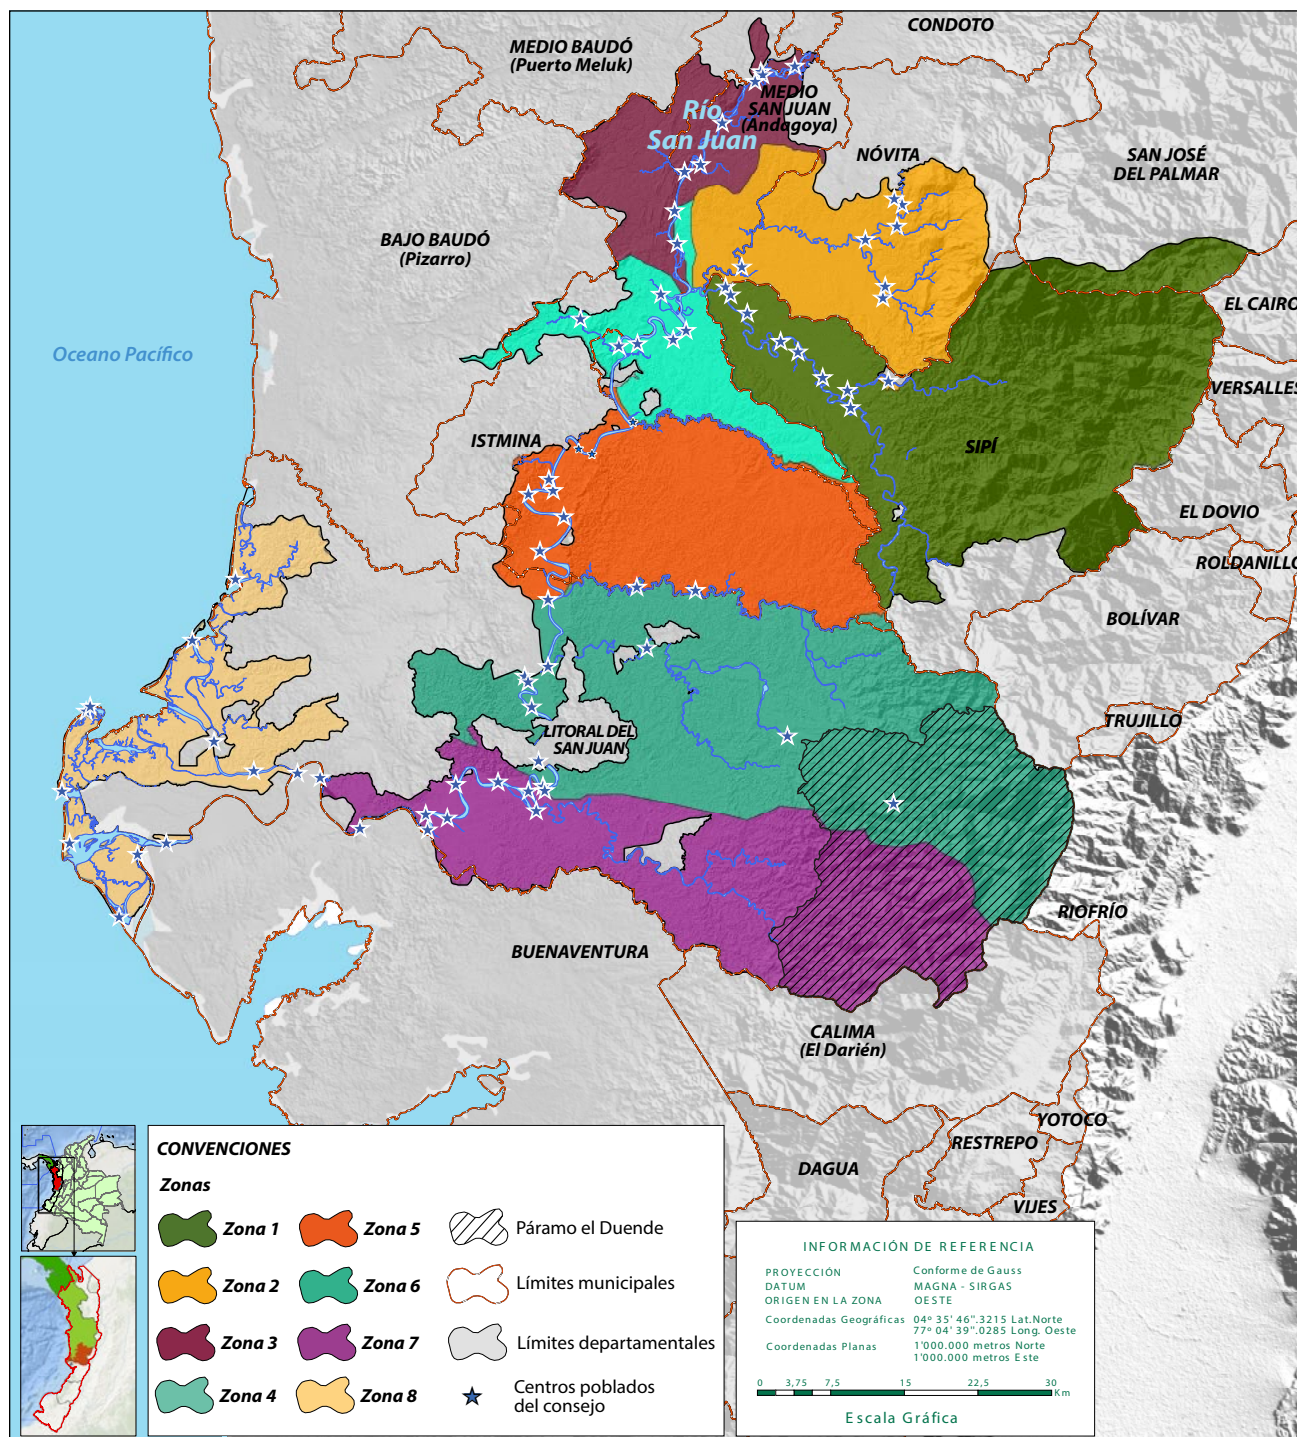 CONDOTO
MEDIO BAUDÓ
(Puerto Meluk)
MEDIO
SAN JUAN
(Andagoya)
Río
San Juan
NÓVITA
SAN JOSÉ
DEL PALMAR
BAJO BAUDÓ
(Pizarro)
EL CAIRO
Oceano Pacífico
VERSALLES
ISTMINA
SIPÍ
EL DOVIO
ROLDANILLO
BOLÍVAR
TRUJILLO
LITORAL DEL
SAN JUAN
RIOFRÍO
BUENAVENTURA
CALIMA
(El Darién)
YOTOCO
RESTREPO
DAGUA
VIJES
CONVENCIONES
Zonas
Zona 1
Zona 5
Páramo el Duende
Zona 2
Zona 6
Límites municipales
Zona 3
Zona 7
Límites departamentales
Zona 4
Zona 8
Centros poblados
del consejo
INFORMACIÓN DE REFERENCIA
PROYECCIÓN Conforme de Gauss
DATUM MAGNA - SIRGAS
ORIGEN EN LA ZONA OESTE
Coordenadas Geográficas 04º 35' 46".3215 Lat.Norte
77º 04' 39".0285 Long. Oeste
Coordenadas Planas 1'000.000 metros Norte
1'000.000 metros Este
0 3,75 7,5 15 22,5 30
Km
Escala Gráfica